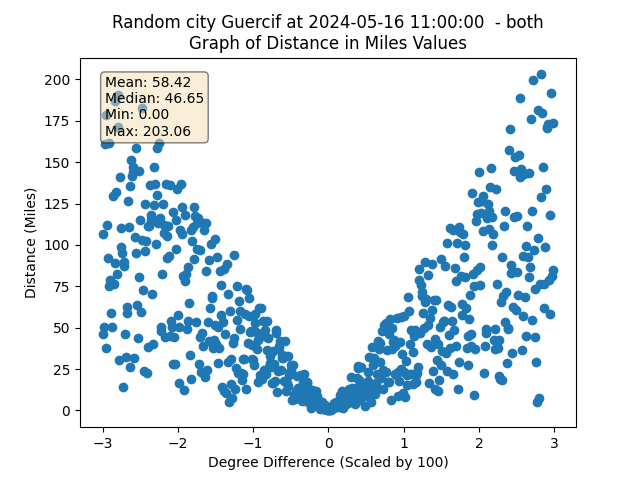 Random city Guercif at 2024-05-16 11:00:00 - both
Graph of Distance in Miles Values
Mean: 58.42
Median: 46.65
Min: 0.00
Max: 203.06
Distance (Miles)
200
175
150
125
100
75
50
25
0
−3 −2 −1 0 1 2 3
Degree Difference (Scaled by 100)